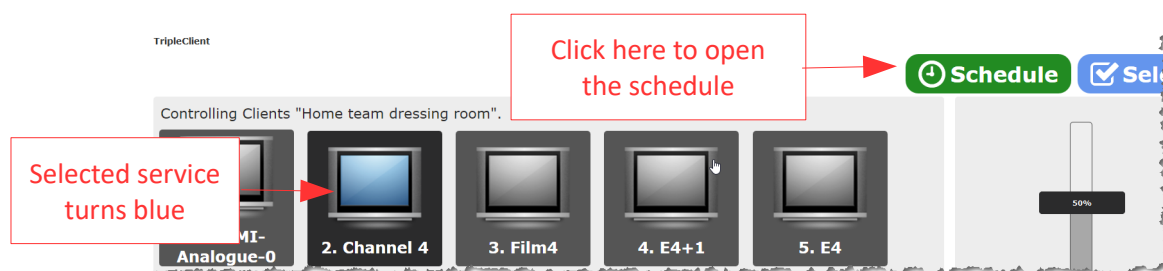 TripleClient
Click here to open
the schedule
Schedule
Controlling Clients "Home team dressing room".
Selected service
turns blue
50%
MI-
Analogue-0
2. Channel 4
3. Film4
4. E4+1
5. E4